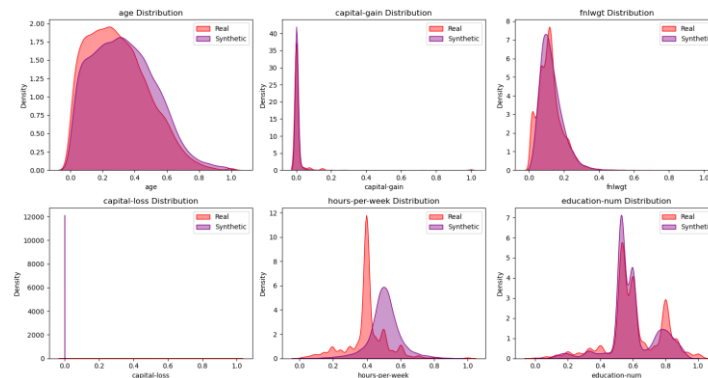 age Distribution
2.00
1.75
1.50
1.25
1.00
0.75
0.50
0.25
0.00
Density
0.0 0.2 0.4 0.6 0.8 1.0
age
Real
Synthetic
capital-gain Distribution
40
35
30
25
20
15
10
5
0
Density
0.0 0.2 0.4 0.6 0.8 1.0
capital-gain
Real
Synthetic
fnlwgt Distribution
8
7
6
5
4
3
2
1
0
Density
0.0 0.2 0.4 0.6 0.8 1.0
fnlwgt
Real
Synthetic
capital-loss Distribution
12000
10000
8000
6000
4000
2000
0
Density
0.0 0.2 0.4 0.6 0.8 1.0
capital-loss
Real
Synthetic
hours-per-week Distribution
12
10
8
6
4
2
0
Density
0.0 0.2 0.4 0.6 0.8 1.0
hours-per-week
Real
Synthetic
education-num Distribution
7
6
5
4
3
2
1
0
Density
0.0 0.2 0.4 0.6 0.8 1.0
education-num
Real
Synthetic